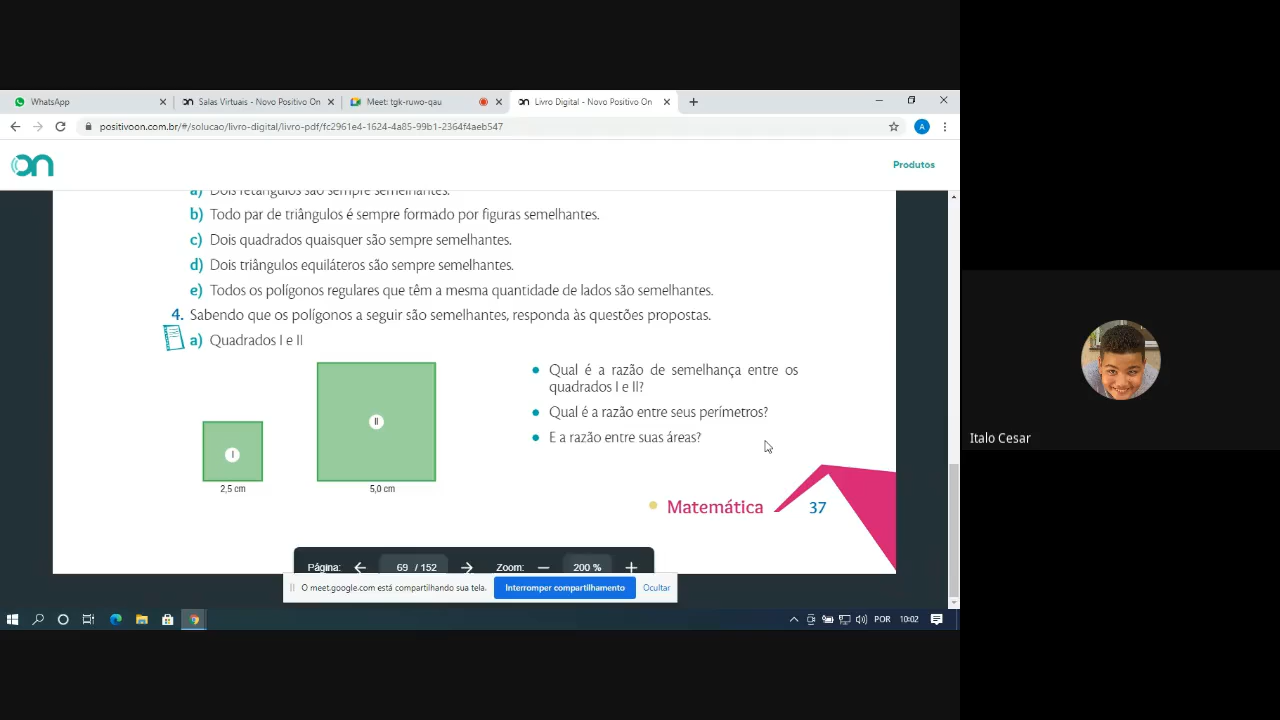 WhatsApp
Salas Virtuais - Novo Positivo On
Meet: tgk-ruwo-qau
Livro Digital - Novo Positivo On
positivoon.com.br/#/solucao/livro-digital/livro-pdf/fc2961e4-1624-4a85-99b1-2364f4aeb547
A
on
Produtos
a) Dois retângulos são sempre semelhantes.
b) Todo par de triângulos é sempre formado por figuras semelhantes.
c) Dois quadrados quaisquer são sempre semelhantes.
d) Dois triângulos equiláteros são sempre semelhantes.
e) Todos os polígonos regulares que têm a mesma quantidade de lados são semelhantes.
4. Sabendo que os polígonos a seguir são semelhantes, responda às questões propostas.
a) Quadrados I e II
I
2,5 cm
II
5,0 cm
• Qual é a razão de semelhança entre os
quadrados I e II?
• Qual é a razão entre seus perímetros?
• E a razão entre suas áreas?
Italo Cesar
Matemática 37
Página: 69 / 152 Zoom: 200 %
O meet.google.com está compartilhando sua tela. Interromper compartilhamento Ocultar
POR 10:02